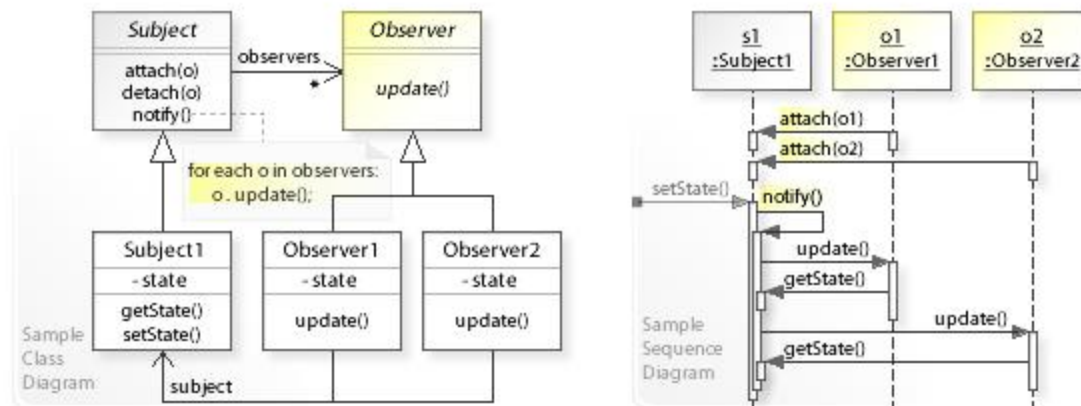 Subject
attach(o)
detach(o)
notify()
observers
*
Observer
update()
for each o in observers:
o . update();
Subject1
- state
getState()
setState()
Observer1
- state
update()
Observer2
- state
update()
subject
Sample
Class
Diagram
s1
:Subject1
o1
:Observer1
o2
:Observer2
attach(o1)
attach(o2)
setState()
notify()
update()
getState()
update()
getState()
Sample
Sequence
Diagram